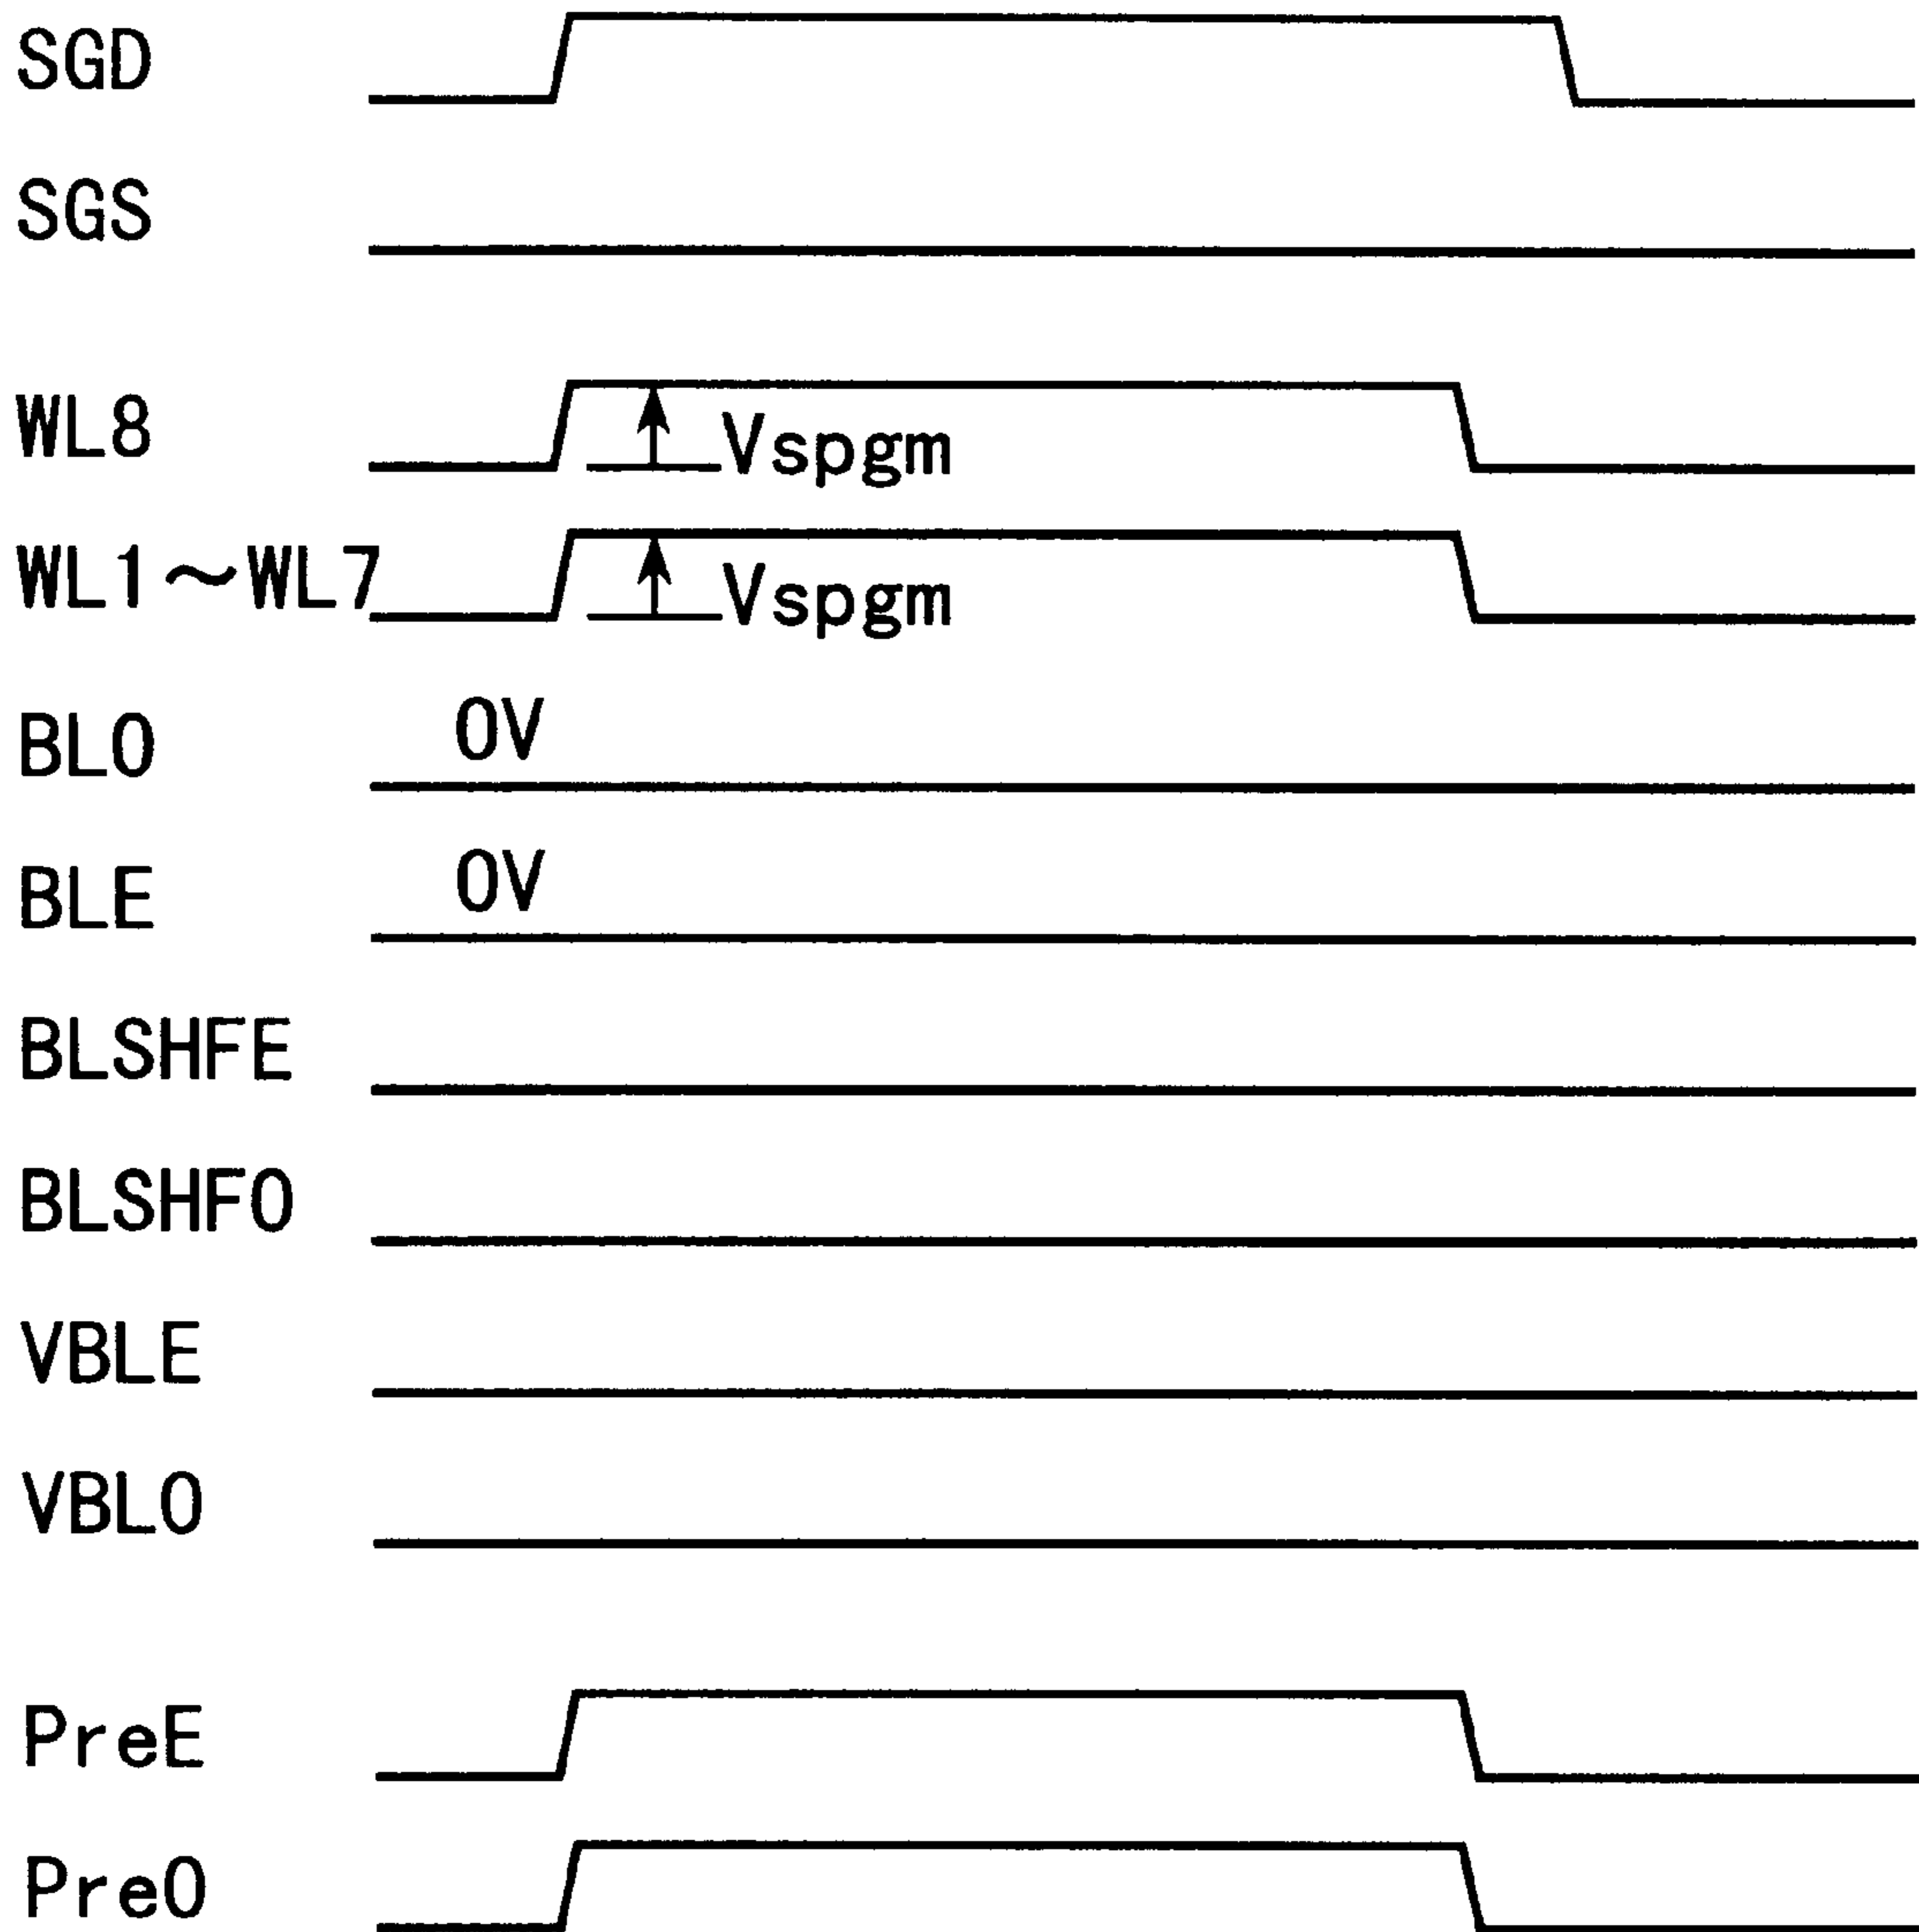 SGD
SGS
WL8
Vspgm
WL1～WL7
Vspgm
BLO
0V
BLE
0V
BLSHFE
BLSHFO
VBLE
VBLO
PreE
PreO